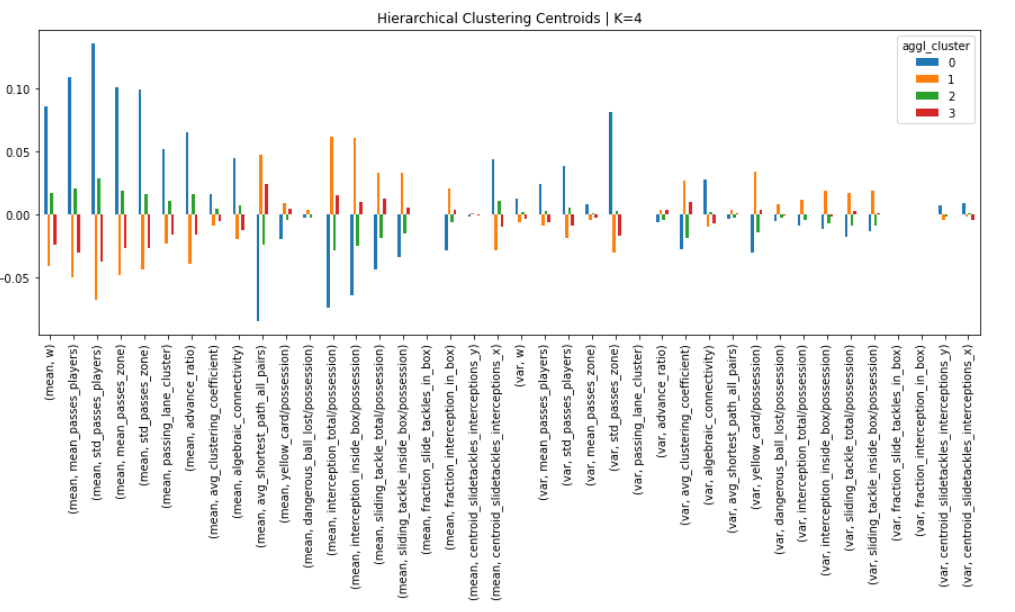 Hierarchical Clustering Centroids | K=4
aggl_cluster
0
1
2
3
0.10
0.05
0.00
−0.05
(mean, w)
(mean, mean_passes_players)
(mean, std_passes_players)
(mean, mean_passes_zone)
(mean, std_passes_zone)
(mean, passing_lane_cluster)
(mean, advance_ratio)
(mean, avg_clustering_coefficient)
(mean, algebraic_connectivity)
(mean, avg_shortest_path_all_pairs)
(mean, yellow_card/possession)
(mean, dangerous_ball_lost/possession)
(mean, interception_total/possession)
(mean, interception_inside_box/possession)
(mean, sliding_tackle_total/possession)
(mean, sliding_tackle_inside_box/possession)
(mean, fraction_slide_tackles_in_box)
(mean, fraction_interception_in_box)
(mean, centroid_slidetackles_interceptions_y)
(mean, centroid_slidetackles_interceptions_x)
(var, w)
(var, mean_passes_players)
(var, std_passes_players)
(var, mean_passes_zone)
(var, std_passes_zone)
(var, passing_lane_cluster)
(var, advance_ratio)
(var, avg_clustering_coefficient)
(var, algebraic_connectivity)
(var, avg_shortest_path_all_pairs)
(var, yellow_card/possession)
(var, dangerous_ball_lost/possession)
(var, interception_total/possession)
(var, interception_inside_box/possession)
(var, sliding_tackle_total/possession)
(var, sliding_tackle_inside_box/possession)
(var, fraction_slide_tackles_in_box)
(var, fraction_interception_in_box)
(var, centroid_slidetackles_interceptions_y)
(var, centroid_slidetackles_interceptions_x)